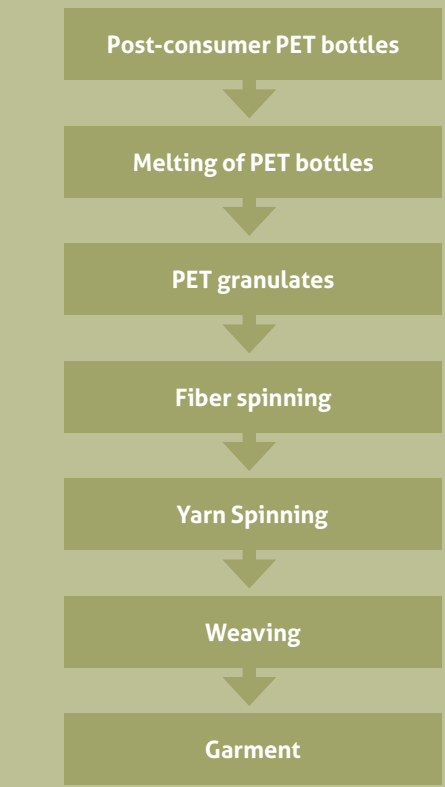 Post-consumer PET bottles
Melting of PET bottles
PET granulates
Fiber spinning
Yarn Spinning
Weaving
Garment